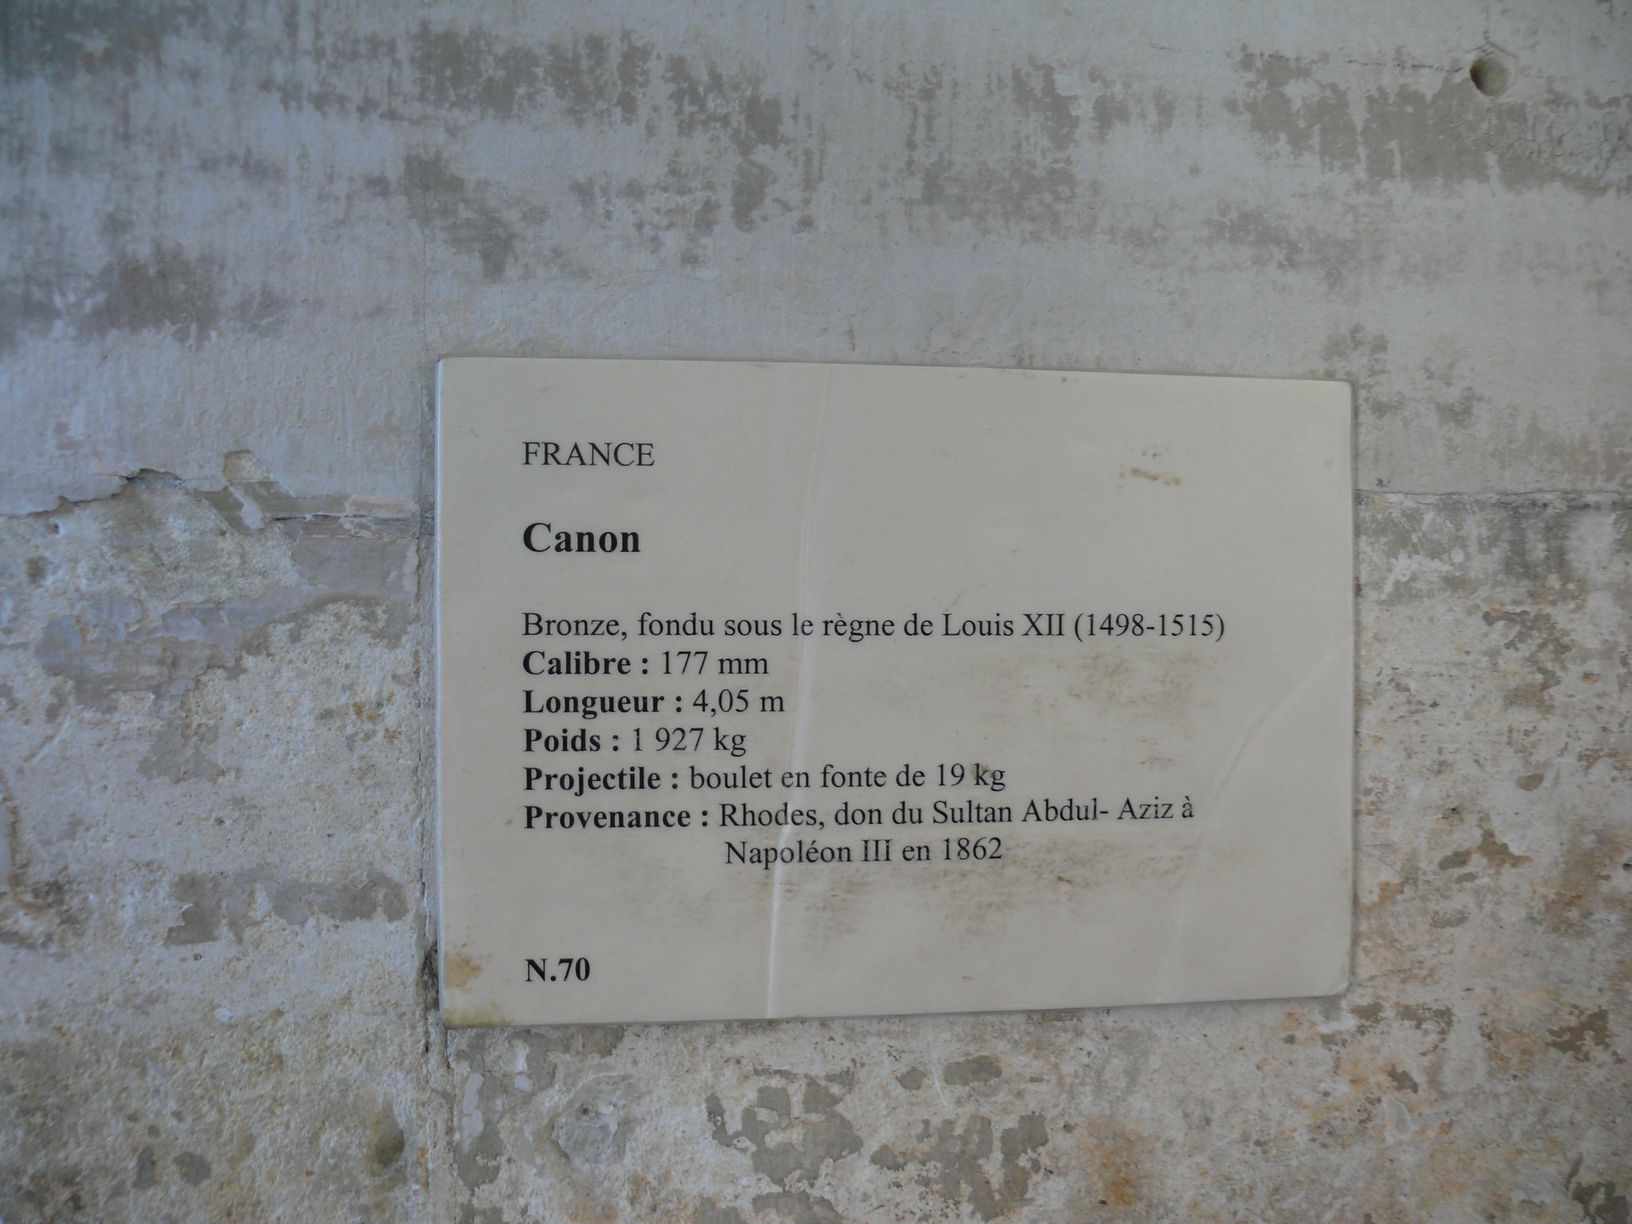 FRANCE
Canon
Bronze, fondu sous le règne de Louis XII (1498-1515)
Calibre : 177 mm
Longueur : 4,05 m
Poids : 1 927 kg
Projectile : boulet en fonte de 19 kg
Provenance : Rhodes, don du Sultan Abdul- Aziz à
Napoléon III en 1862
N.70